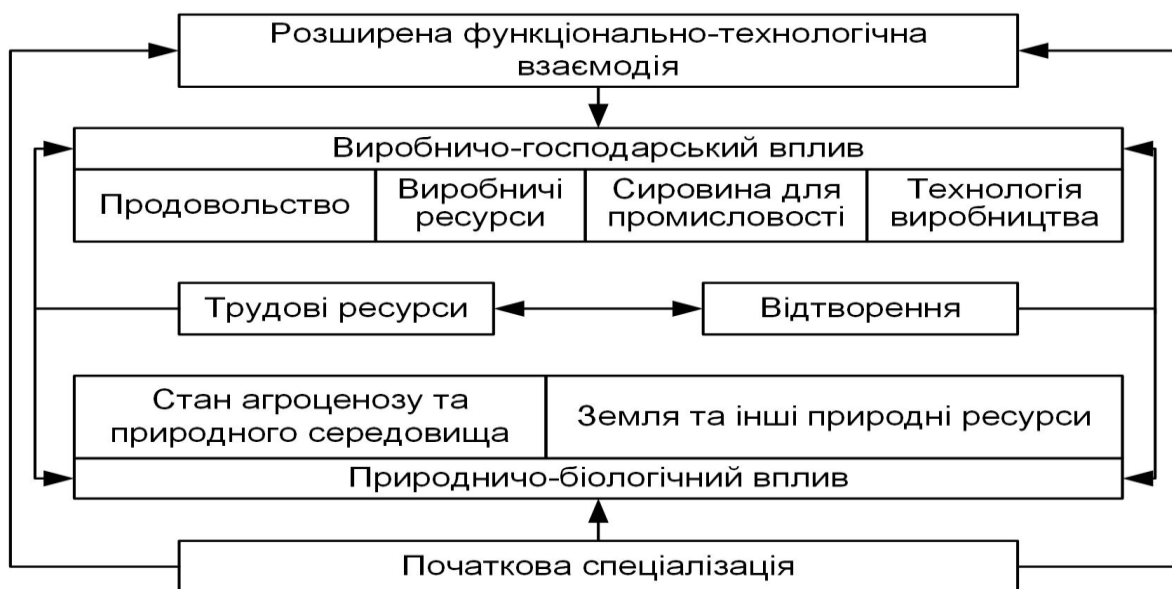 Розширена функціонально-технологічна
взаємодія
Виробничо-господарський вплив
Продовольство
Виробничі
ресурси
Сировина для
промисловості
Технологія
виробництва
Трудові ресурси
Відтворення
Стан агроценозу та
природного середовища
Земля та інші природні ресурси
Природничо-біологічний вплив
Початкова спеціалізація